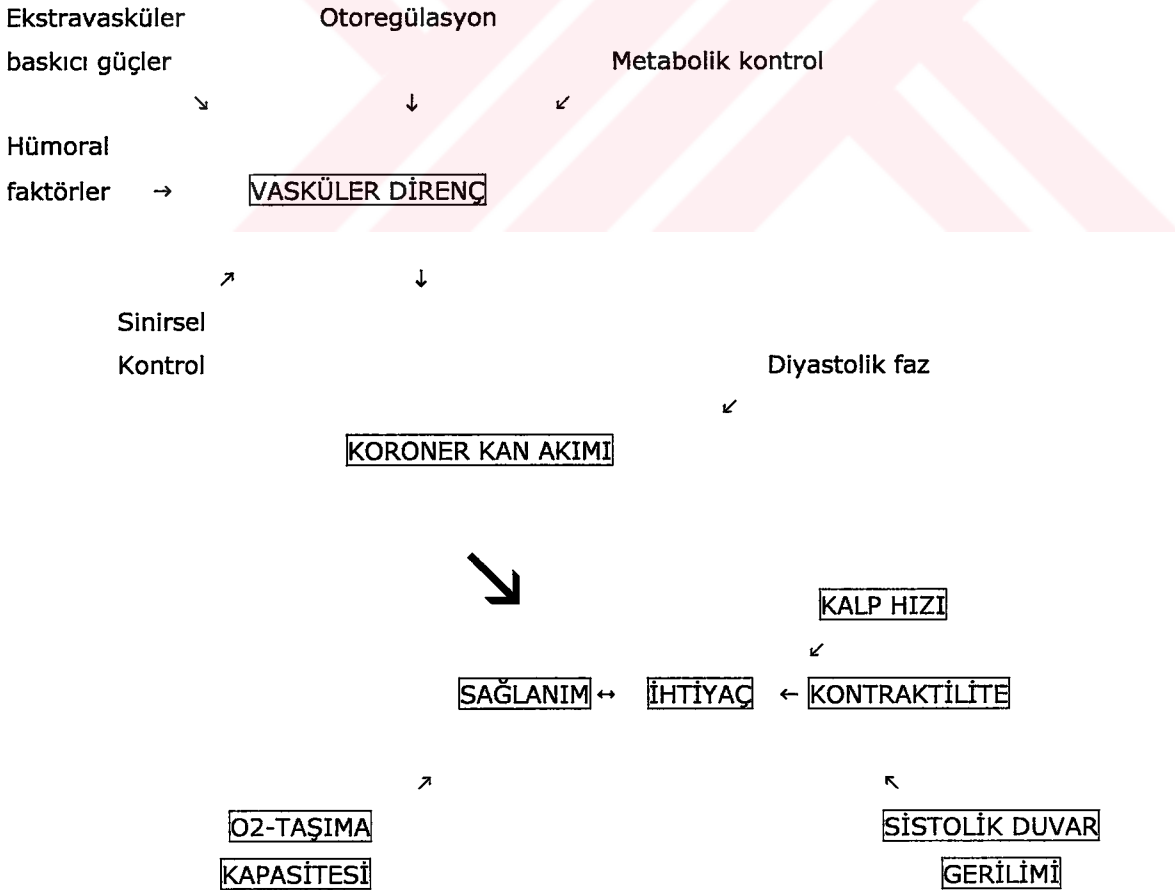 Ekstravasküler Otoregülasyon
baskıcı güçler Metabolik kontrol
↘ ↓ ↙
Hümoral
faktörler → VASKÜLER DİRENÇ
↗ ↓
Sinirsel
Kontrol Diyastolik faz
↙
KORONER KAN AKIMI
↘
KALP HIZI
↙
SAĞLANIM ↔ İHTİYAÇ ← KONTRAKTİLİTE
↗ ↖
O2-TAŞIMA SİSTOLİK DUVAR
KAPASİTESİ GERİLİMİ